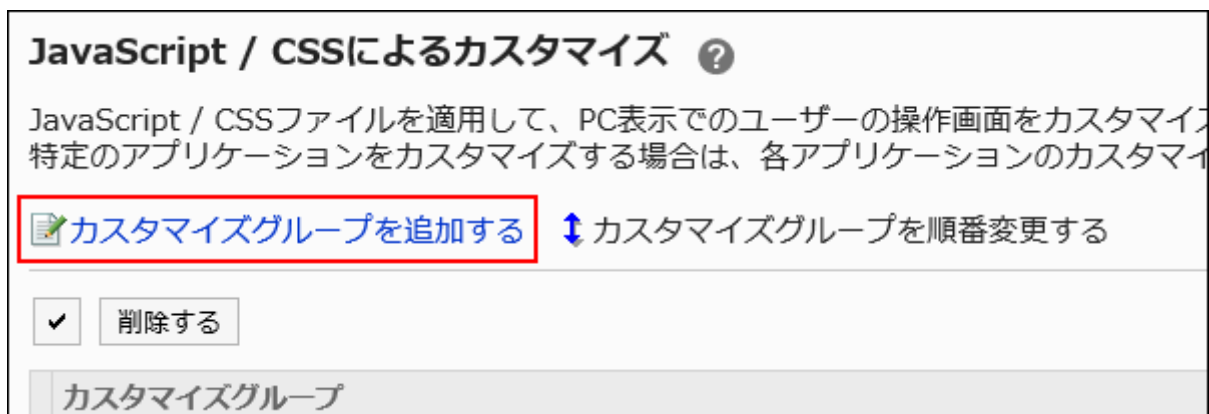 JavaScript / CSSによるカスタマイズ
JavaScript / CSSファイルを適用して、PC表示でのユーザーの操作画面をカスタマイズ
特定のアプリケーションをカスタマイズする場合は、各アプリケーションのカスタマイ
カスタマイズグループを追加する カスタマイズグループを順番変更する
削除する
カスタマイズグループ